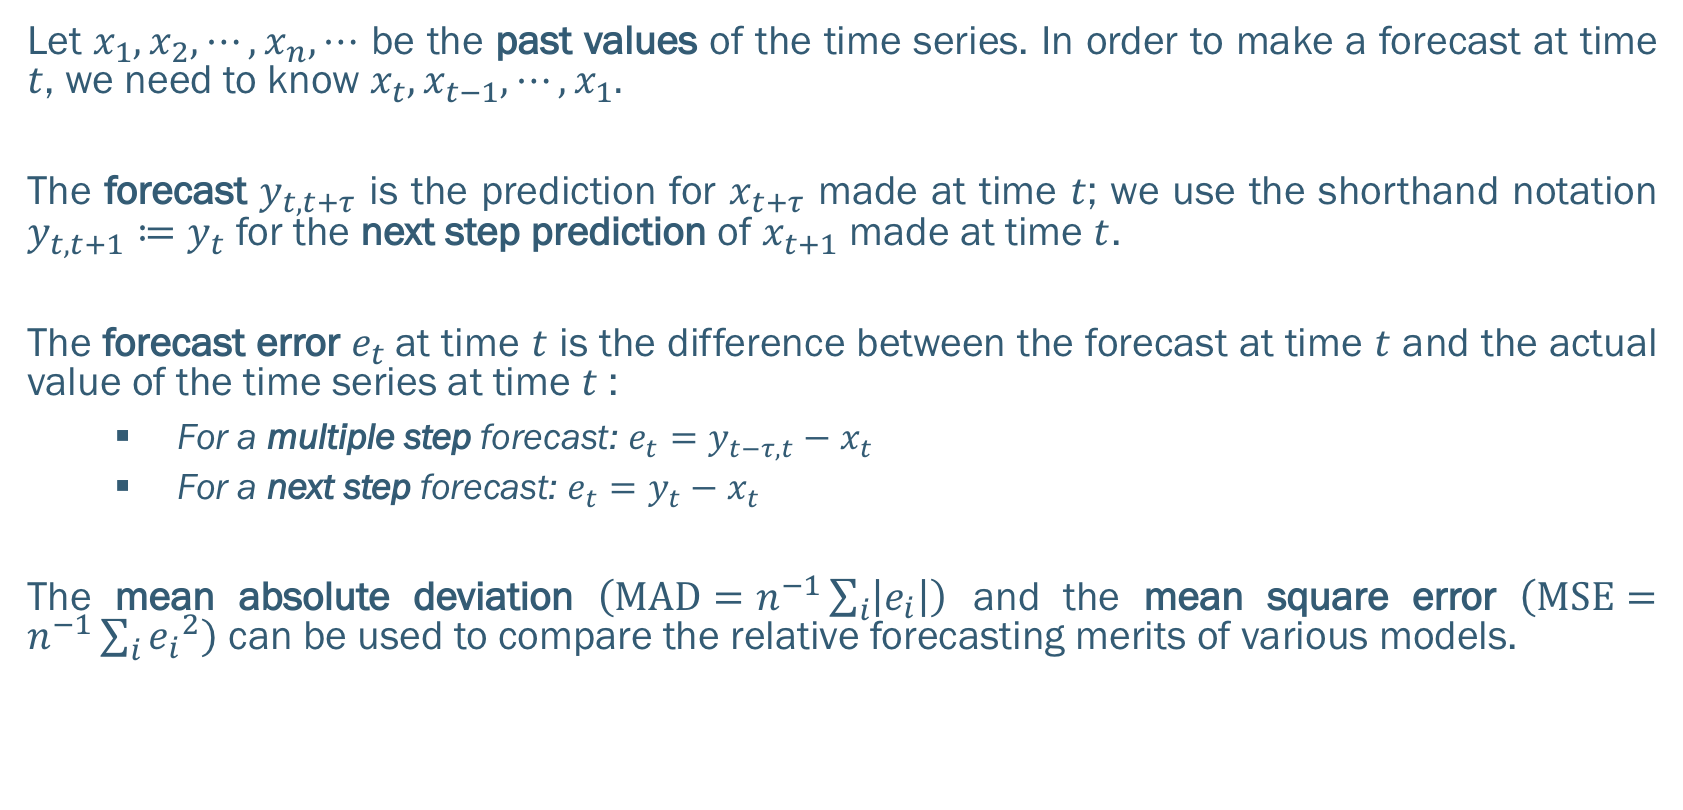 Let x₁, x₂, ⋯ , xₙ, ⋯ be the past values of the time series. In order to make a forecast at time
t, we need to know xₜ, xₜ₋₁, ⋯ , x₁.
The forecast y_{t,t+τ} is the prediction for x_{t+τ} made at time t; we use the shorthand notation
y_{t,t+1} ≔ yₜ for the next step prediction of xₜ₊₁ made at time t.
The forecast error eₜ at time t is the difference between the forecast at time t and the actual
value of the time series at time t :
▪ For a multiple step forecast: eₜ = y_{t−τ,t} − xₜ
▪ For a next step forecast: eₜ = yₜ − xₜ
The mean absolute deviation (MAD = n⁻¹ ∑ᵢ|eᵢ|) and the mean square error (MSE =
n⁻¹ ∑ᵢ eᵢ²) can be used to compare the relative forecasting merits of various models.